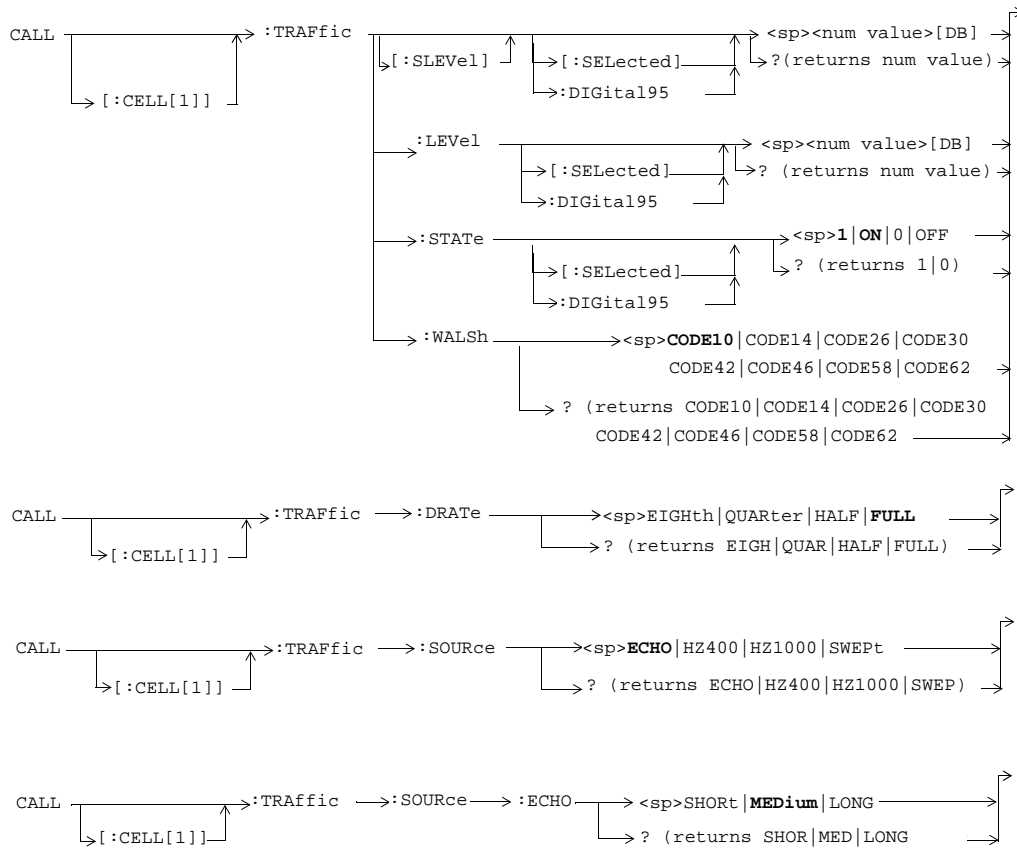 CALL :TRAFfic <sp><num value>[DB]
[:SLEVel] [:SELected] ?(returns num value)
[:CELL[1]] :DIGital95
:LEVel <sp><num value>[DB]
[:SELected] ? (returns num value)
:DIGital95
:STATe <sp>1|ON|0|OFF
[:SELected] ? (returns 1|0)
:DIGital95
:WALSh <sp>CODE10|CODE14|CODE26|CODE30
CODE42|CODE46|CODE58|CODE62
? (returns CODE10|CODE14|CODE26|CODE30
CODE42|CODE46|CODE58|CODE62
CALL :TRAFfic :DRATe <sp>EIGHth|QUARter|HALF|FULL
[:CELL[1]] ? (returns EIGH|QUAR|HALF|FULL)
CALL :TRAFfic :SOURce <sp>ECHO|HZ400|HZ1000|SWEPt
[:CELL[1]] ? (returns ECHO|HZ400|HZ1000|SWEP)
CALL :TRAffic :SOURce :ECHO <sp>SHORt|MEDium|LONG
[:CELL[1]] ? (returns SHOR|MED|LONG